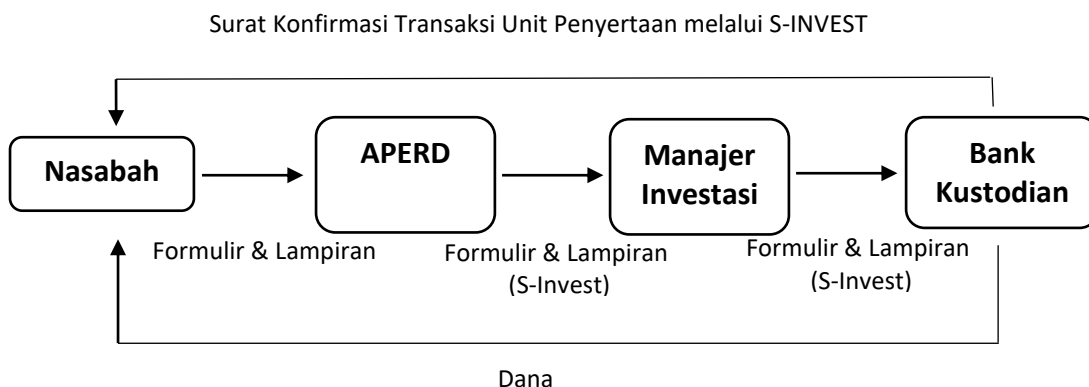 Surat Konfirmasi Transaksi Unit Penyertaan melalui S-INVEST
Nasabah
APERD
Manajer
Investasi
Bank
Kustodian
Formulir & Lampiran
Formulir & Lampiran
(S-Invest)
Formulir & Lampiran
(S-Invest)
Dana